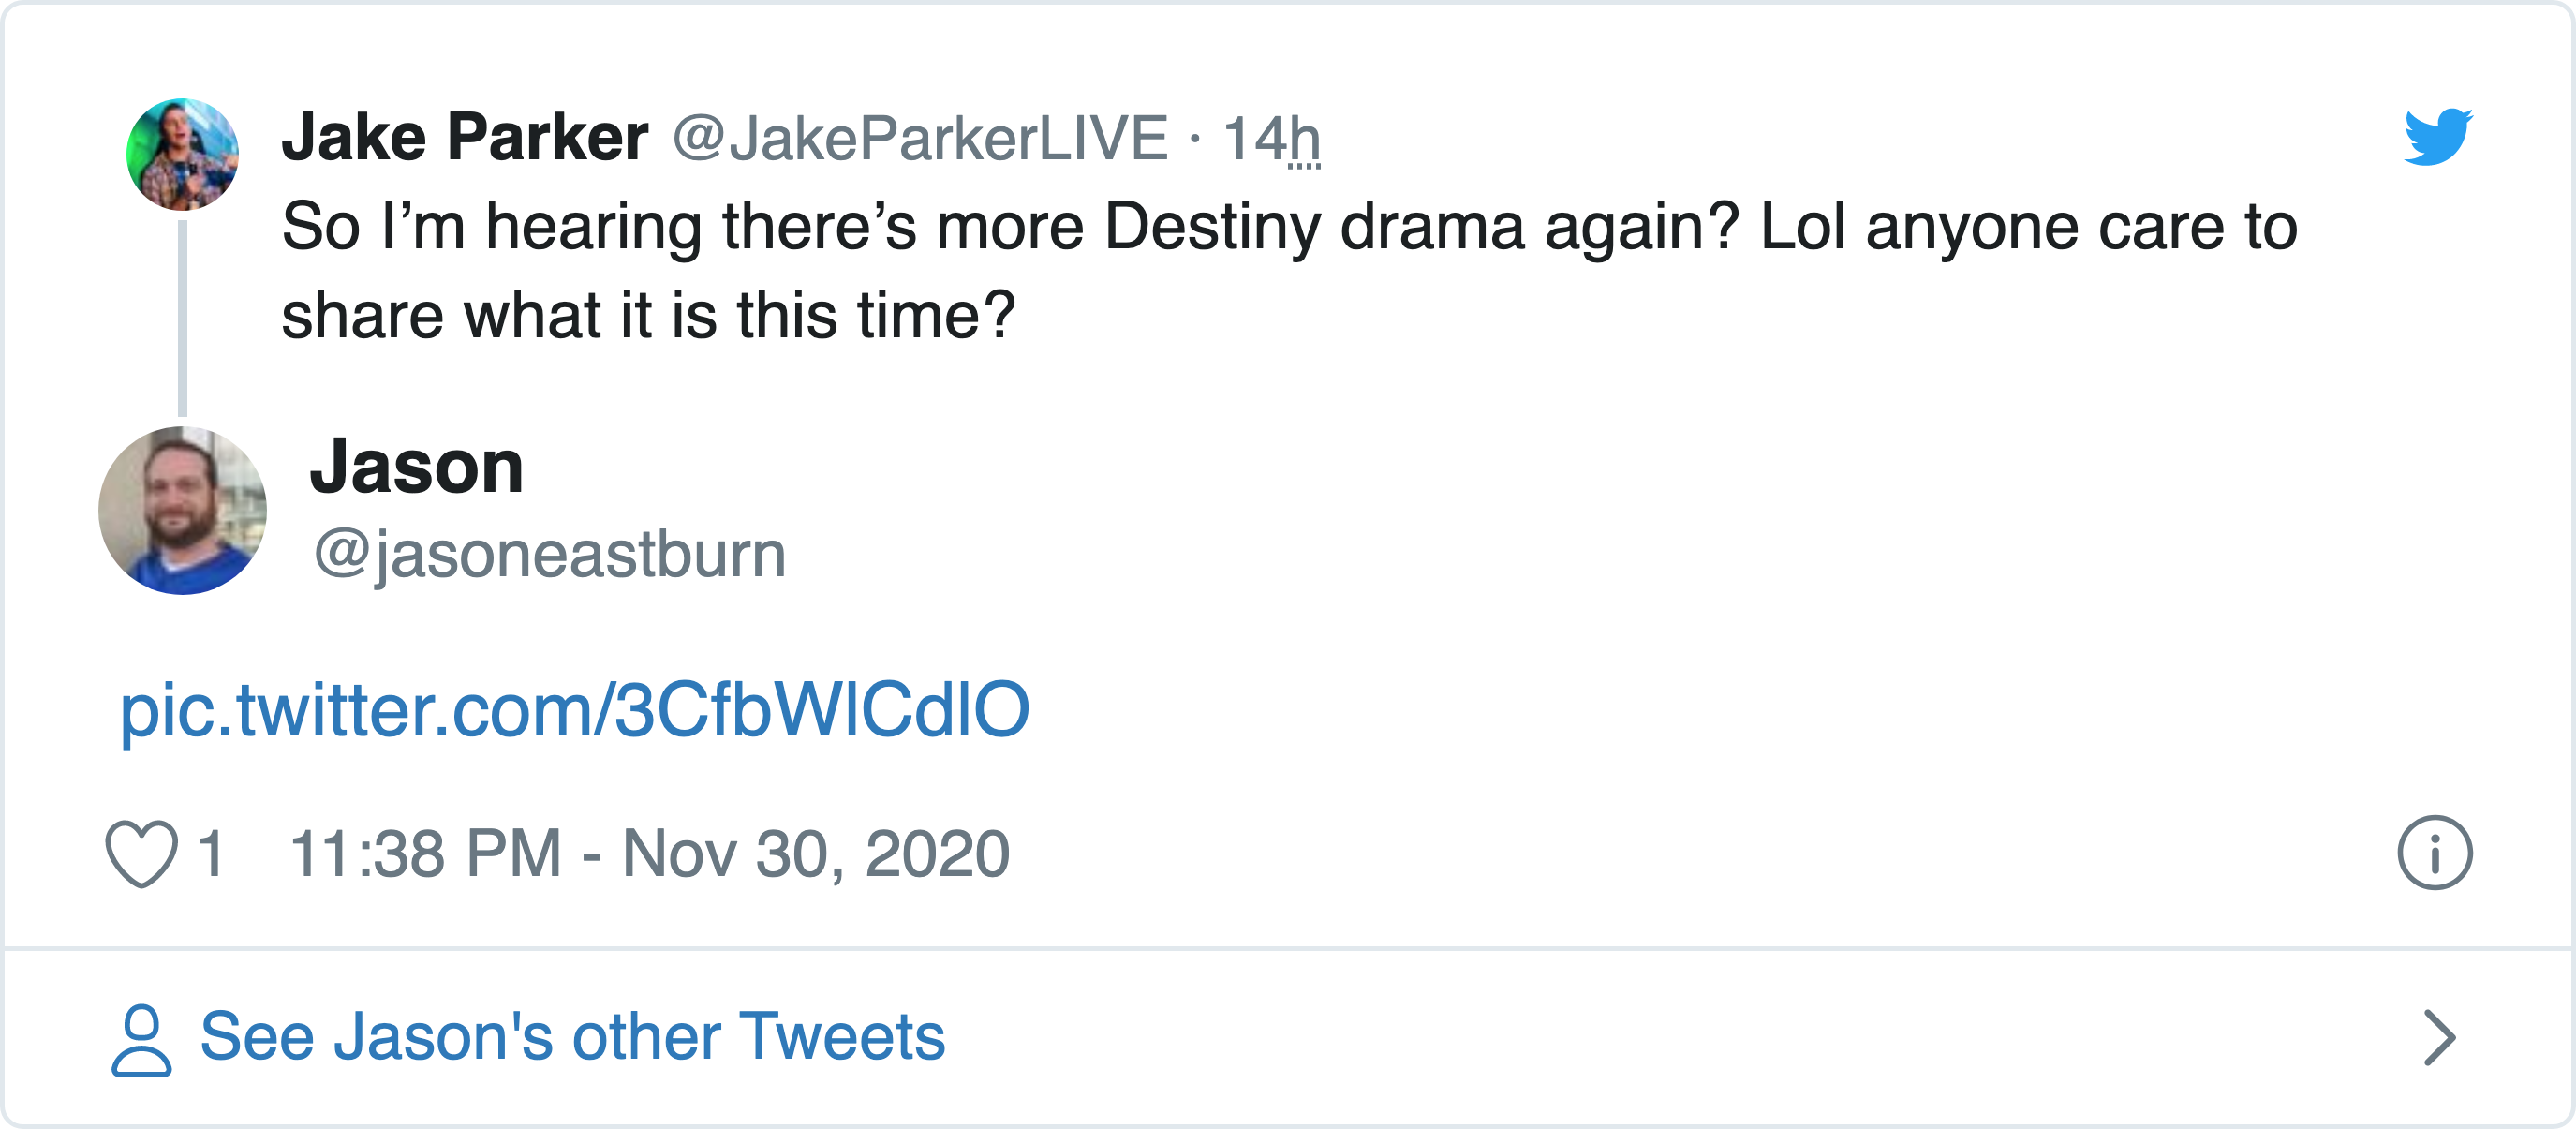 Jake Parker @JakeParkerLIVE · 14h
So I’m hearing there’s more Destiny drama again? Lol anyone care to
share what it is this time?
Jason
@jasoneastburn
pic.twitter.com/3CfbWlCdlO
1 11:38 PM - Nov 30, 2020
See Jason's other Tweets